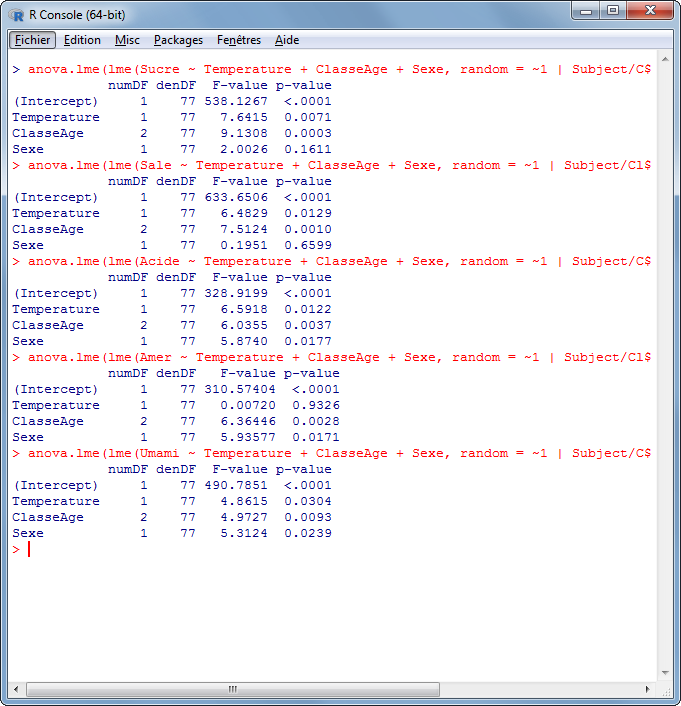 R Console (64-bit)
Fichier Edition Misc Packages Fenêtres Aide
> anova.lme(lme(Sucre ~ Temperature + ClasseAge + Sexe, random = ~1 | Subject/C$
numDF denDF F-value p-value
(Intercept) 1 77 538.1267 <.0001
Temperature 1 77 7.6415 0.0071
ClasseAge 2 77 9.1308 0.0003
Sexe 1 77 2.0026 0.1611
> anova.lme(lme(Sale ~ Temperature + ClasseAge + Sexe, random = ~1 | Subject/Cl$
numDF denDF F-value p-value
(Intercept) 1 77 633.6506 <.0001
Temperature 1 77 6.4829 0.0129
ClasseAge 2 77 7.5124 0.0010
Sexe 1 77 0.1951 0.6599
> anova.lme(lme(Acide ~ Temperature + ClasseAge + Sexe, random = ~1 | Subject/C$
numDF denDF F-value p-value
(Intercept) 1 77 328.9199 <.0001
Temperature 1 77 6.5918 0.0122
ClasseAge 2 77 6.0355 0.0037
Sexe 1 77 5.8740 0.0177
> anova.lme(lme(Amer ~ Temperature + ClasseAge + Sexe, random = ~1 | Subject/Cl$
numDF denDF F-value p-value
(Intercept) 1 77 310.57404 <.0001
Temperature 1 77 0.00720 0.9326
ClasseAge 2 77 6.36446 0.0028
Sexe 1 77 5.93577 0.0171
> anova.lme(lme(Umami ~ Temperature + ClasseAge + Sexe, random = ~1 | Subject/C$
numDF denDF F-value p-value
(Intercept) 1 77 490.7851 <.0001
Temperature 1 77 4.8615 0.0304
ClasseAge 2 77 4.9727 0.0093
Sexe 1 77 5.3124 0.0239
>